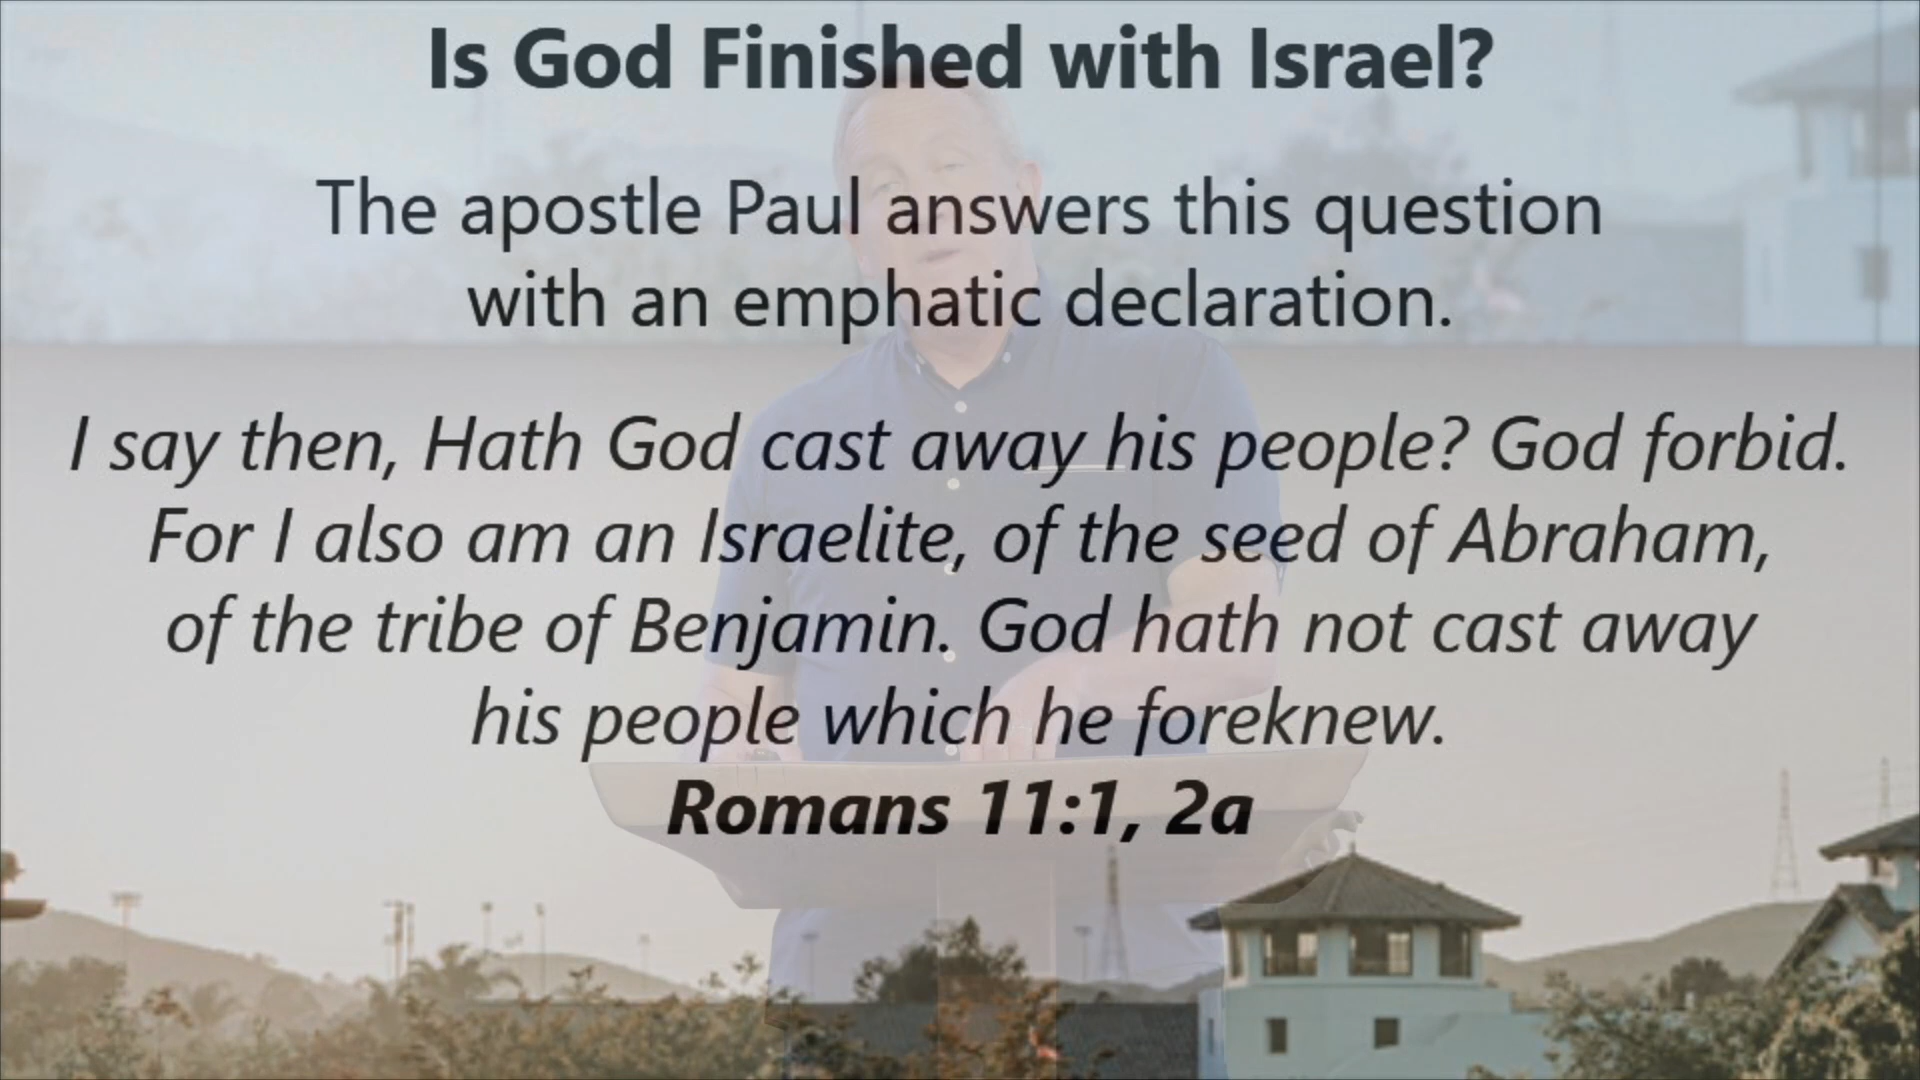 Is God Finished with Israel?
The apostle Paul answers this question
with an emphatic declaration.
I say then, Hath God cast away his people? God forbid.
For I also am an Israelite, of the seed of Abraham,
of the tribe of Benjamin. God hath not cast away
his people which he foreknew.
Romans 11:1, 2a